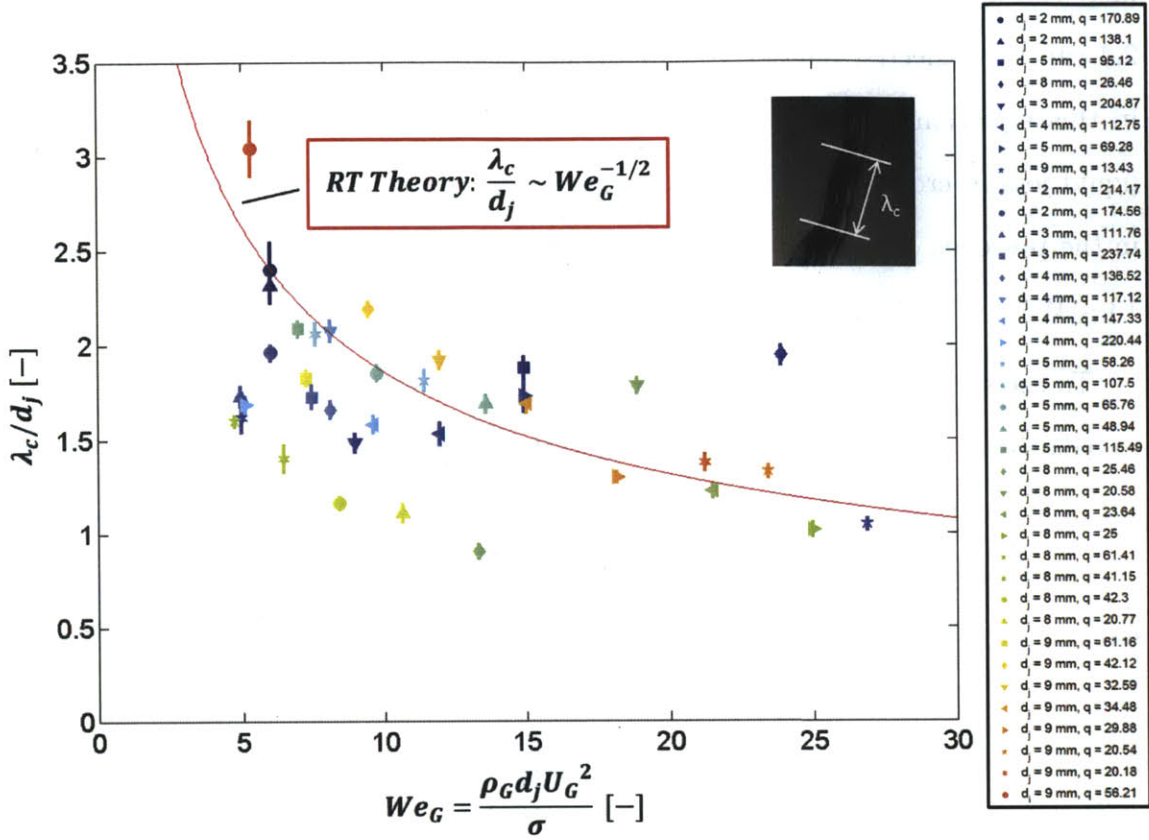 3.5
3
2.5
2
1.5
1
0.5
0
0 5 10 15 20 25 30
λc/dj [−]
RT Theory: λc/dj ~ WeG^−1/2
λc
WeG = ρG dj UG^2/σ [−]
dj = 2 mm, q = 170.89
dj = 2 mm, q = 138.1
dj = 5 mm, q = 95.12
dj = 8 mm, q = 26.46
dj = 3 mm, q = 204.87
dj = 4 mm, q = 112.75
dj = 5 mm, q = 69.28
dj = 9 mm, q = 13.43
dj = 2 mm, q = 214.17
dj = 2 mm, q = 174.56
dj = 3 mm, q = 111.76
dj = 3 mm, q = 237.74
dj = 4 mm, q = 136.52
dj = 4 mm, q = 117.12
dj = 4 mm, q = 147.33
dj = 4 mm, q = 220.44
dj = 5 mm, q = 58.26
dj = 5 mm, q = 107.5
dj = 5 mm, q = 65.76
dj = 5 mm, q = 48.94
dj = 5 mm, q = 115.49
dj = 8 mm, q = 25.46
dj = 8 mm, q = 20.58
dj = 8 mm, q = 23.64
dj = 8 mm, q = 25
dj = 8 mm, q = 61.41
dj = 8 mm, q = 41.15
dj = 8 mm, q = 42.3
dj = 8 mm, q = 20.77
dj = 9 mm, q = 61.16
dj = 9 mm, q = 42.12
dj = 9 mm, q = 32.59
dj = 9 mm, q = 34.48
dj = 9 mm, q = 29.88
dj = 9 mm, q = 20.54
dj = 9 mm, q = 20.18
dj = 9 mm, q = 56.21